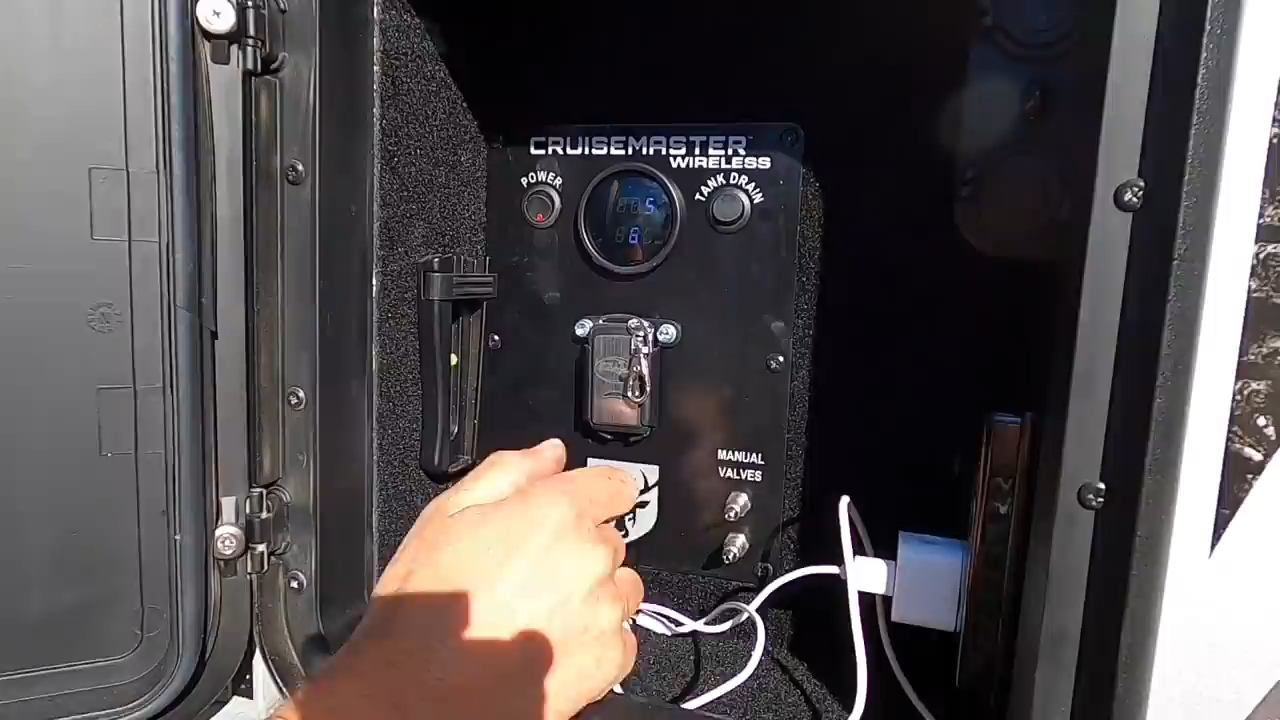 CRUISEMASTER
WIRELESS
POWER
TANK DRAIN
MANUAL
VALVES